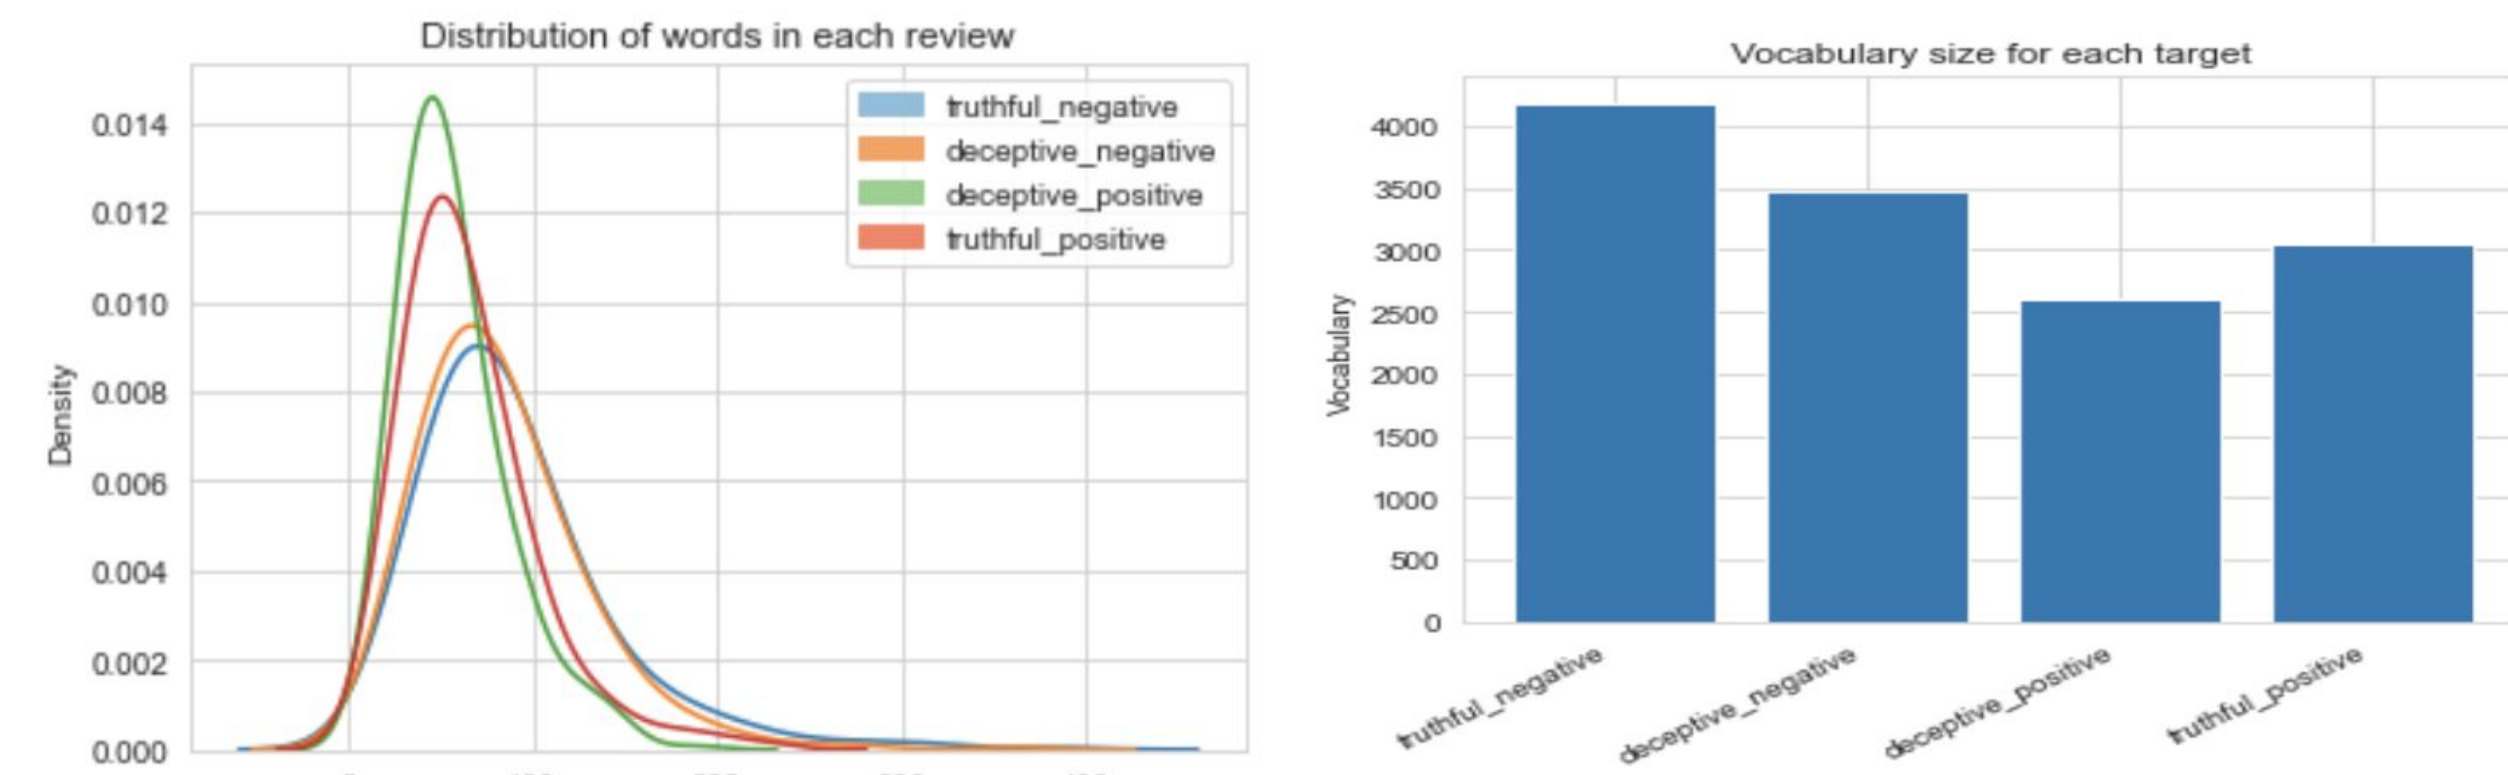 Distribution of words in each review
truthful_negative
deceptive_negative
deceptive_positive
truthful_positive
0.014
0.012
0.010
0.008
0.006
0.004
0.002
0.000
Density
Vocabulary size for each target
4000
3500
3000
2500
2000
1500
1000
500
0
Vocabulary
truthful_negative
deceptive_negative
deceptive_positive
truthful_positive